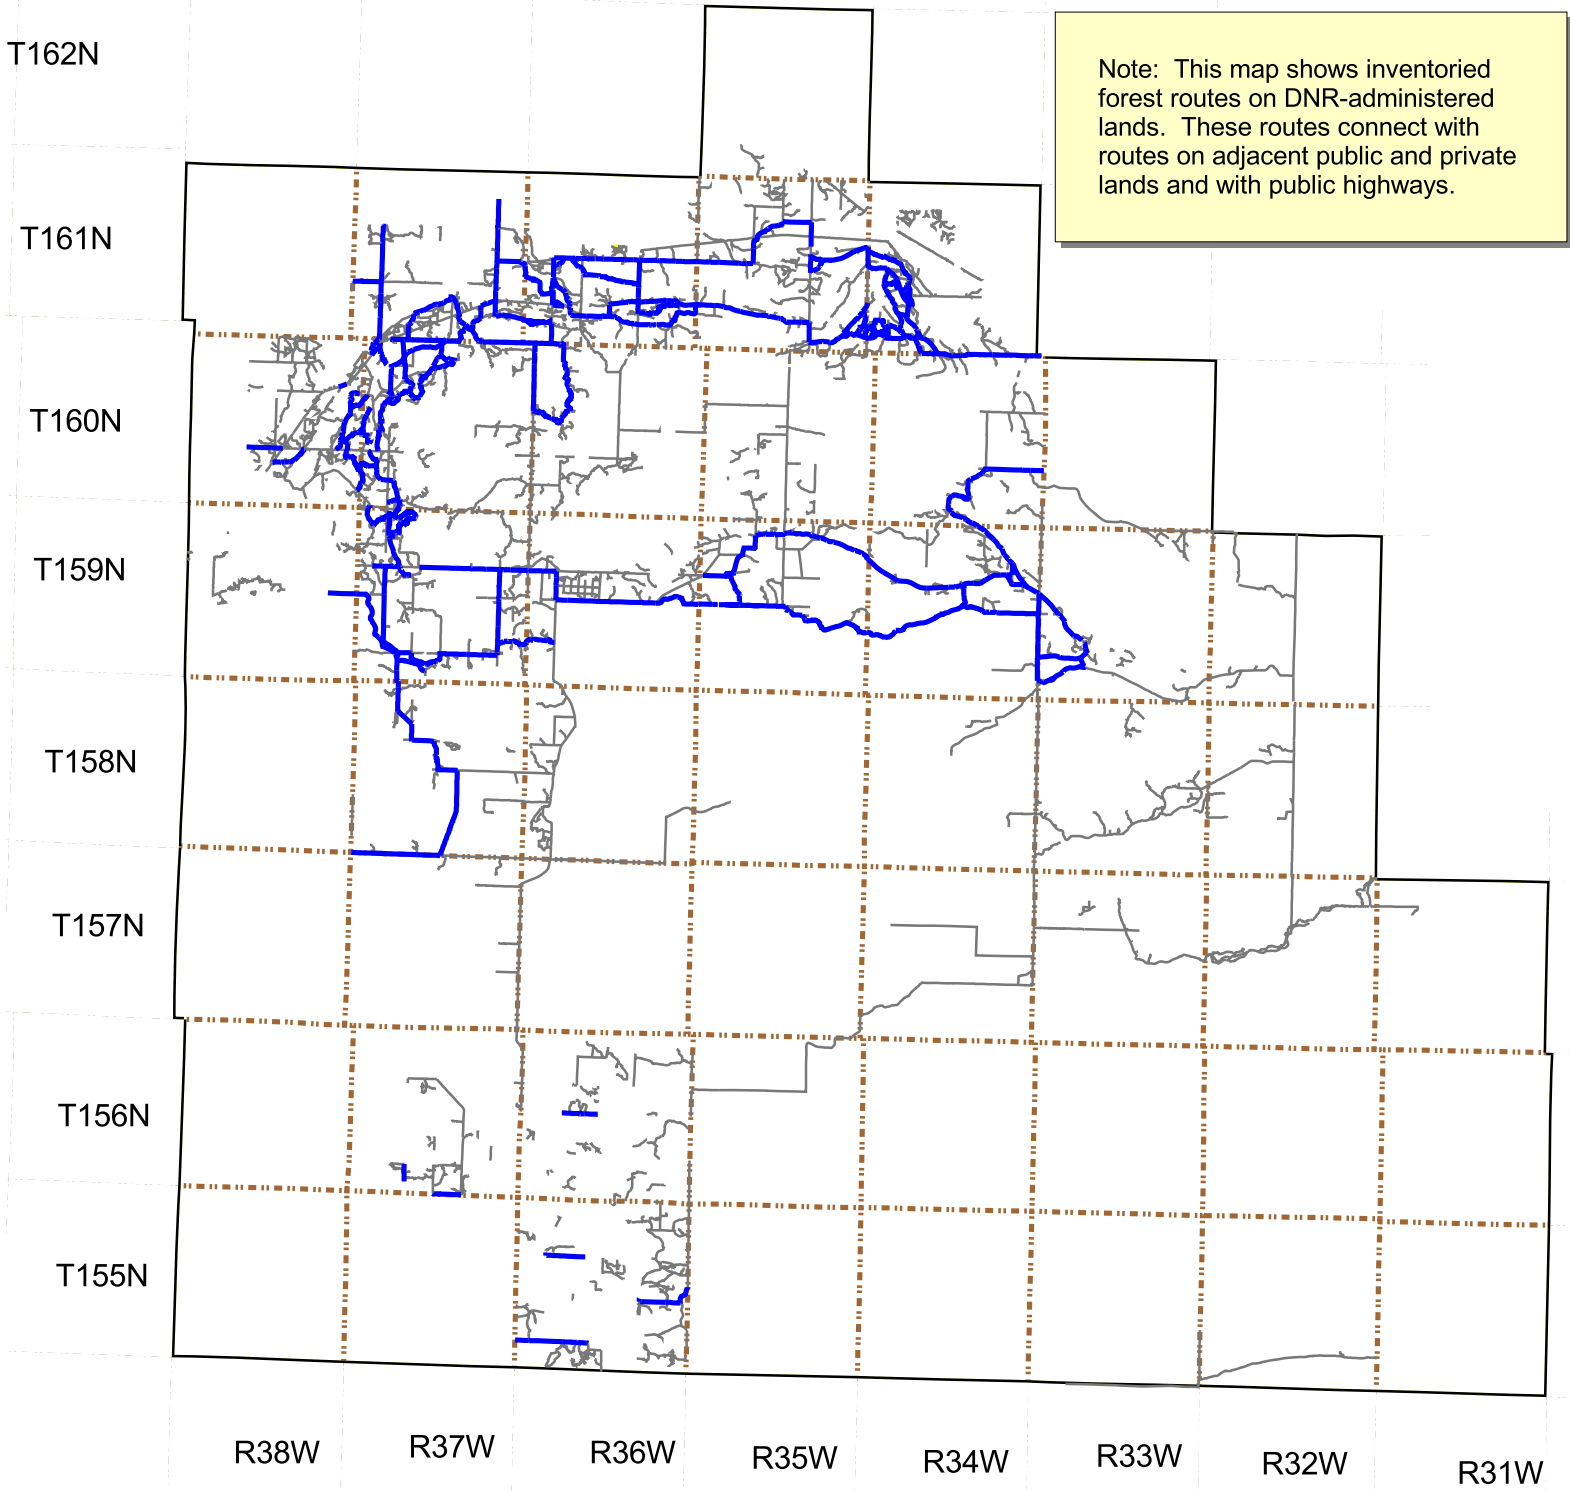 T162N
Note:  This map shows inventoried
forest routes on DNR-administered
lands.  These routes connect with
routes on adjacent public and private
lands and with public highways.
T161N
T160N
T159N
T158N
T157N
T156N
T155N
R38W
R37W
R36W
R35W
R34W
R33W
R32W
R31W